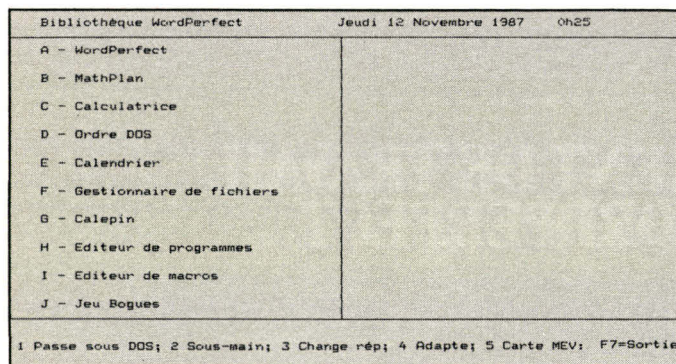 Bibliothèque WordPerfect Jeudi 12 Novembre 1987 0h25
A - WordPerfect
B - MathPlan
C - Calculatrice
D - Ordre DOS
E - Calendrier
F - Gestionnaire de fichiers
G - Calepin
H - Editeur de programmes
I - Editeur de macros
J - Jeu Bogues
1 Passe sous DOS; 2 Sous-main; 3 Change rép; 4 Adapte; 5 Carte MEV: F7=Sortie